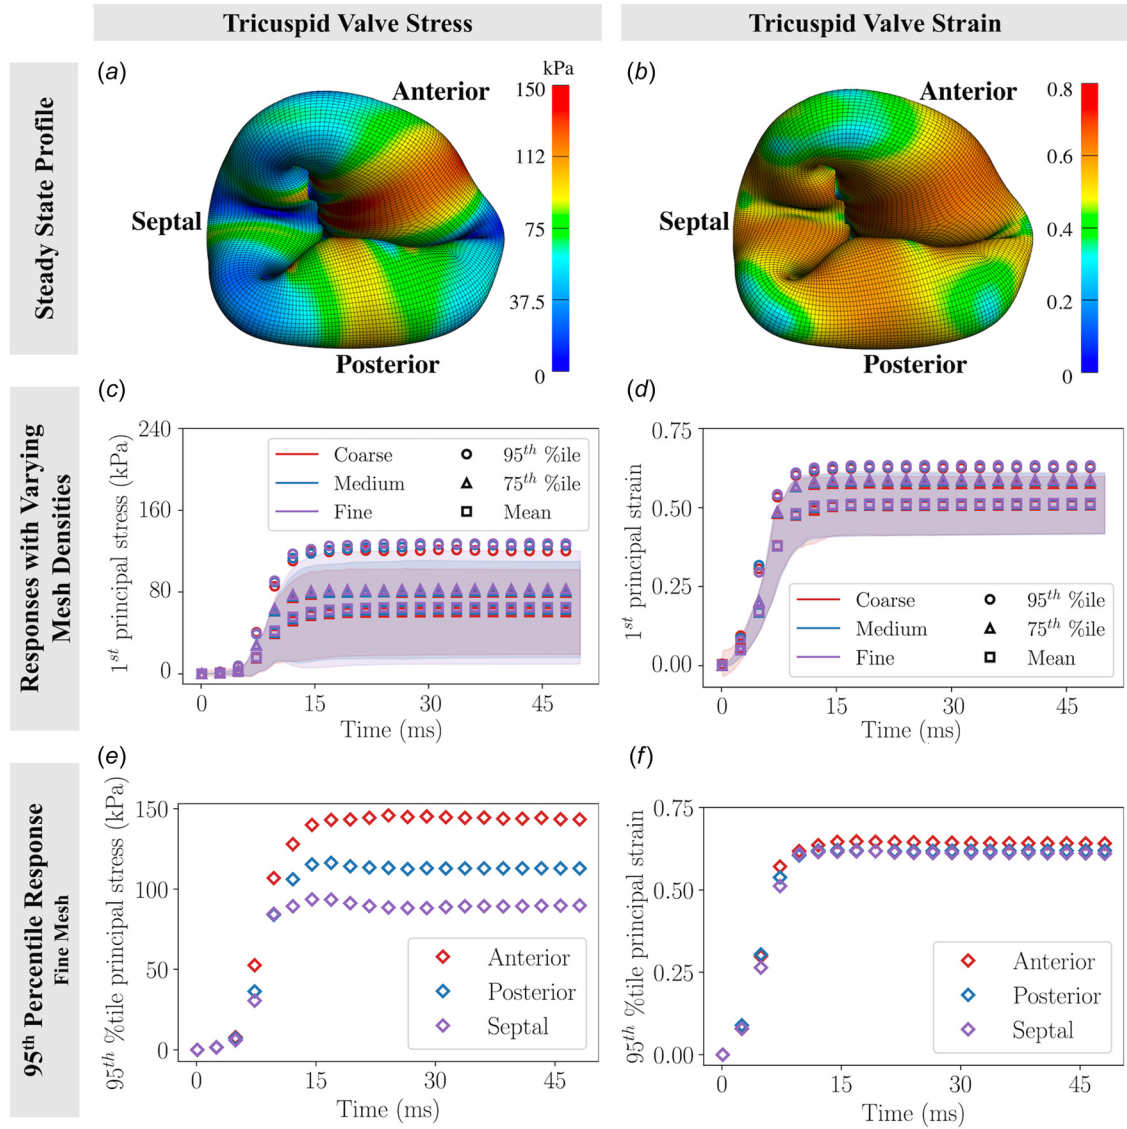 Tricuspid Valve Stress
Tricuspid Valve Strain
Steady State Profile
(a)
kPa
150
112
75
37.5
0
Anterior
Septal
Posterior
(b)
0.8
0.6
0.4
0.2
0
Anterior
Septal
Posterior
Responses with Varying
Mesh Densities
(c)
1st principal stress (kPa)
240
160
80
0
Coarse
Medium
Fine
95th %ile
75th %ile
Mean
0
15
30
45
Time (ms)
(d)
1st principal strain
0.75
0.50
0.25
0.00
Coarse
Medium
Fine
95th %ile
75th %ile
Mean
0
15
30
45
Time (ms)
95th Percentile Response
Fine Mesh
(e)
95th %tile principal stress (kPa)
150
100
50
0
Anterior
Posterior
Septal
0
15
30
45
Time (ms)
(f)
95th %tile principal strain
0.75
0.50
0.25
0.00
Anterior
Posterior
Septal
0
15
30
45
Time (ms)